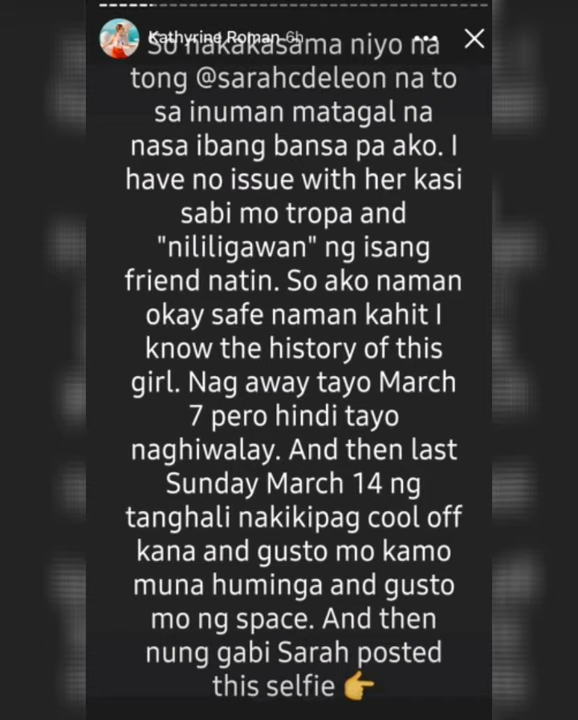 Kathyrine Roman 6h
So nakakasama niyo na
tong @sarahcdeleon na to
sa inuman matagal na
nasa ibang bansa pa ako. I
have no issue with her kasi
sabi mo tropa and
"nililigawan" ng isang
friend natin. So ako naman
okay safe naman kahit I
know the history of this
girl. Nag away tayo March
7 pero hindi tayo
naghiwalay. And then last
Sunday March 14 ng
tanghali nakikipag cool off
kana and gusto mo kamo
muna huminga and gusto
mo ng space. And then
nung gabi Sarah posted
this selfie 👉